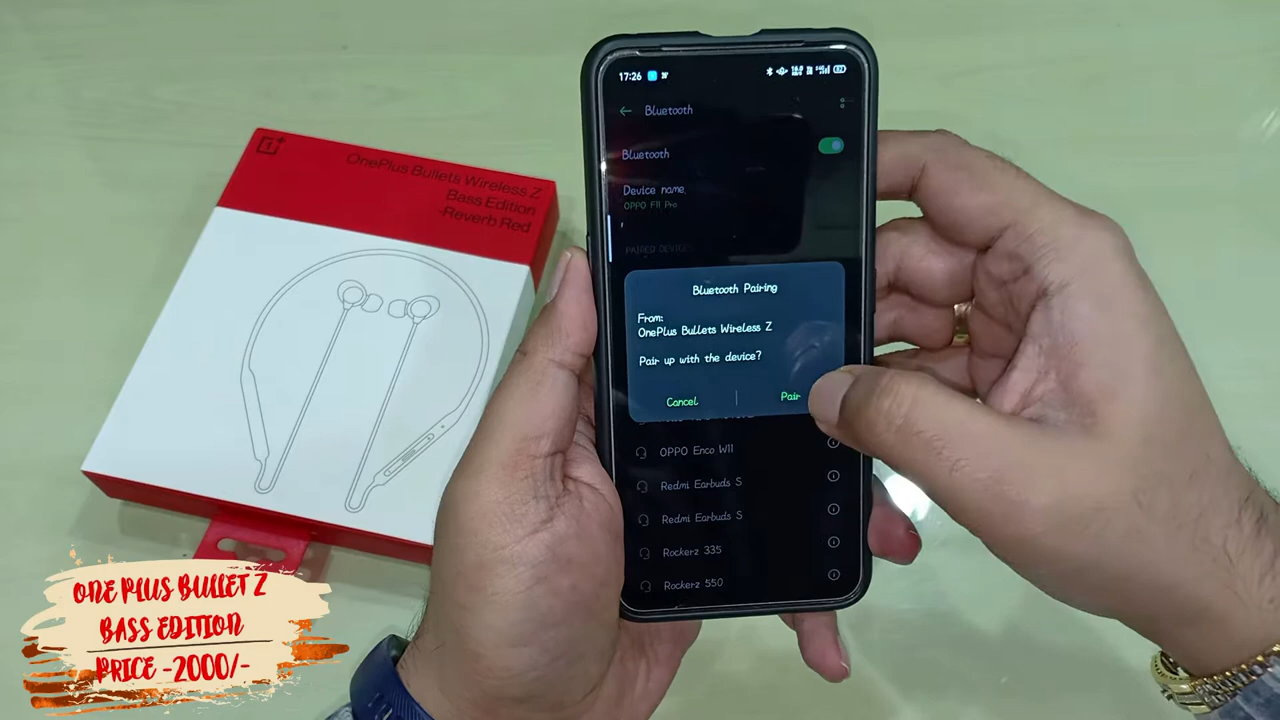 OnePlus Bullets Wireless Z
Bass Edition
-Reverb Red
17:26
Bluetooth
Bluetooth
Device name
OPPO F11 Pro
PAIRED DEVICES
Bluetooth Pairing
From:
OnePlus Bullets Wireless Z
Pair up with the device?
Cancel
Pair
OPPO Enco W11
Redmi Earbuds S
Redmi Earbuds S
Rockerz 335
Rockerz 550
ONE PLUS BULLET Z
BASS EDITION
PRICE -2000/-